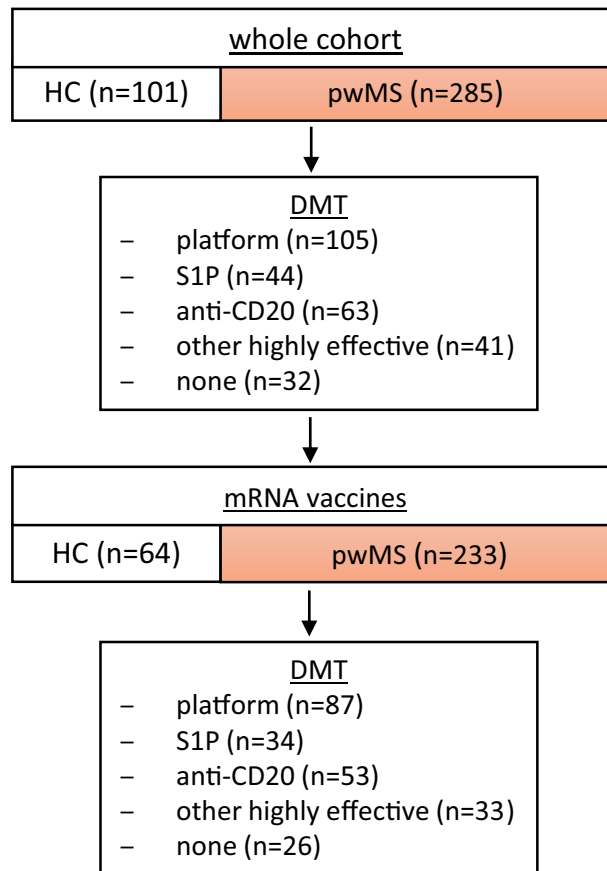 whole cohort
HC (n=101) pwMS (n=285)
DMT
– platform (n=105)
– S1P (n=44)
– anti-CD20 (n=63)
– other highly effective (n=41)
– none (n=32)
mRNA vaccines
HC (n=64) pwMS (n=233)
DMT
– platform (n=87)
– S1P (n=34)
– anti-CD20 (n=53)
– other highly effective (n=33)
– none (n=26)